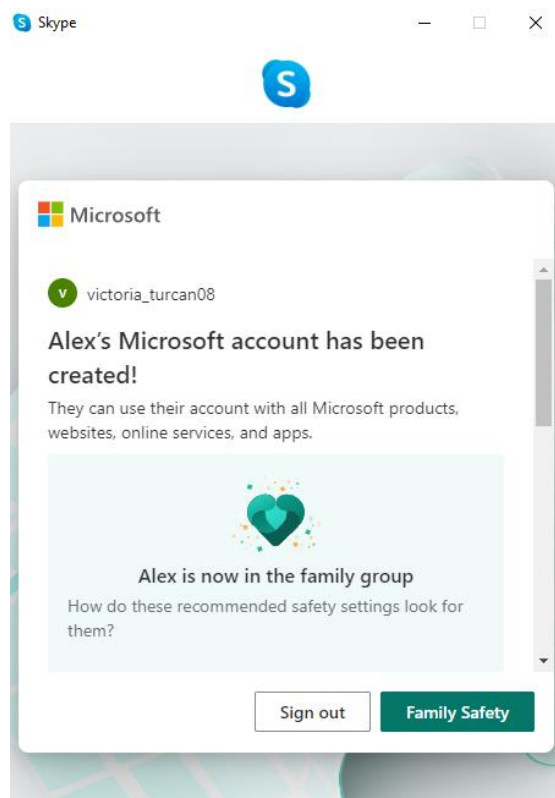 Skype
S
Microsoft
V victoria_turcan08
Alex's Microsoft account has been
created!
They can use their account with all Microsoft products,
websites, online services, and apps.
Alex is now in the family group
How do these recommended safety settings look for
them?
Sign out Family Safety